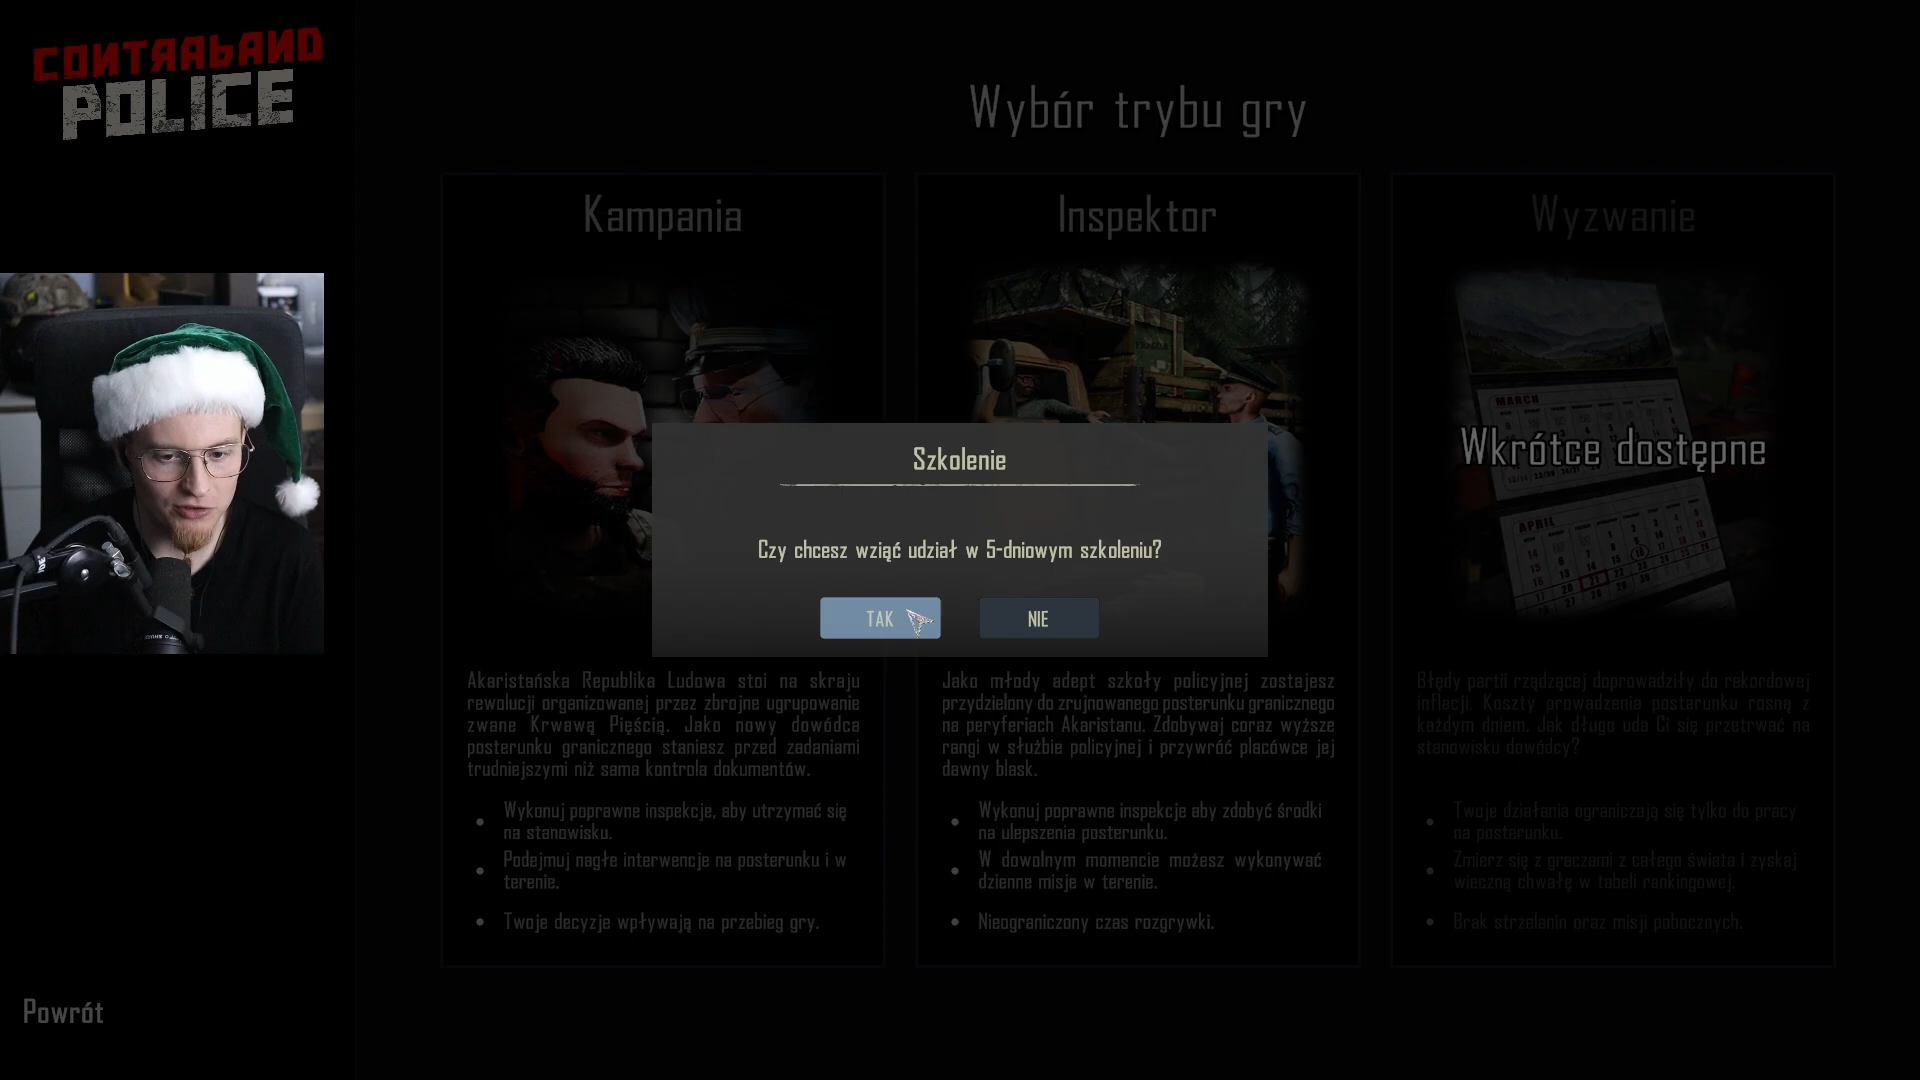 CONTRABAND
POLICE
Wybór trybu gry
Kampania
Inspektor
Wyzwanie
MARCH
Wkrótce dostępne
APRIL
Szkolenie
Czy chcesz wziąć udział w 5-dniowym szkoleniu?
TAK
NIE
Akaristańska Republika Ludowa stoi na skraju
rewolucji organizowanej przez zbrojne ugrupowanie
zwane Krwawą Pięścią. Jako nowy dowódca
posterunku granicznego staniesz przed zadaniami
trudniejszymi niż sama kontrola dokumentów.
• Wykonuj poprawne inspekcje, aby utrzymać się
na stanowisku.
• Podejmuj nagłe interwencje na posterunku i w
terenie.
• Twoje decyzje wpływają na przebieg gry.
Jako młody adept szkoły policyjnej zostajesz
przydzielony do zrujnowanego posterunku granicznego
na peryferiach Akaristanu. Zdobywaj coraz wyższe
rangi w służbie policyjnej i przywróć placówce jej
dawny blask.
• Wykonuj poprawne inspekcje aby zdobyć środki
na ulepszenia posterunku.
• W dowolnym momencie możesz wykonywać
dzienne misje w terenie.
• Nieograniczony czas rozgrywki.
Błędy partii rządzącej doprowadziły do rekordowej
inflacji. Koszty prowadzenia posterunku rosną z
każdym dniem. Jak długo uda Ci się przetrwać na
stanowisku dowódcy?
• Twoje działania ograniczają się tylko do pracy
na posterunku.
• Zmierz się z graczami z całego świata i zyskaj
wieczną chwałę w tabeli rankingowej.
• Brak strzelanin oraz misji pobocznych.
Powrót